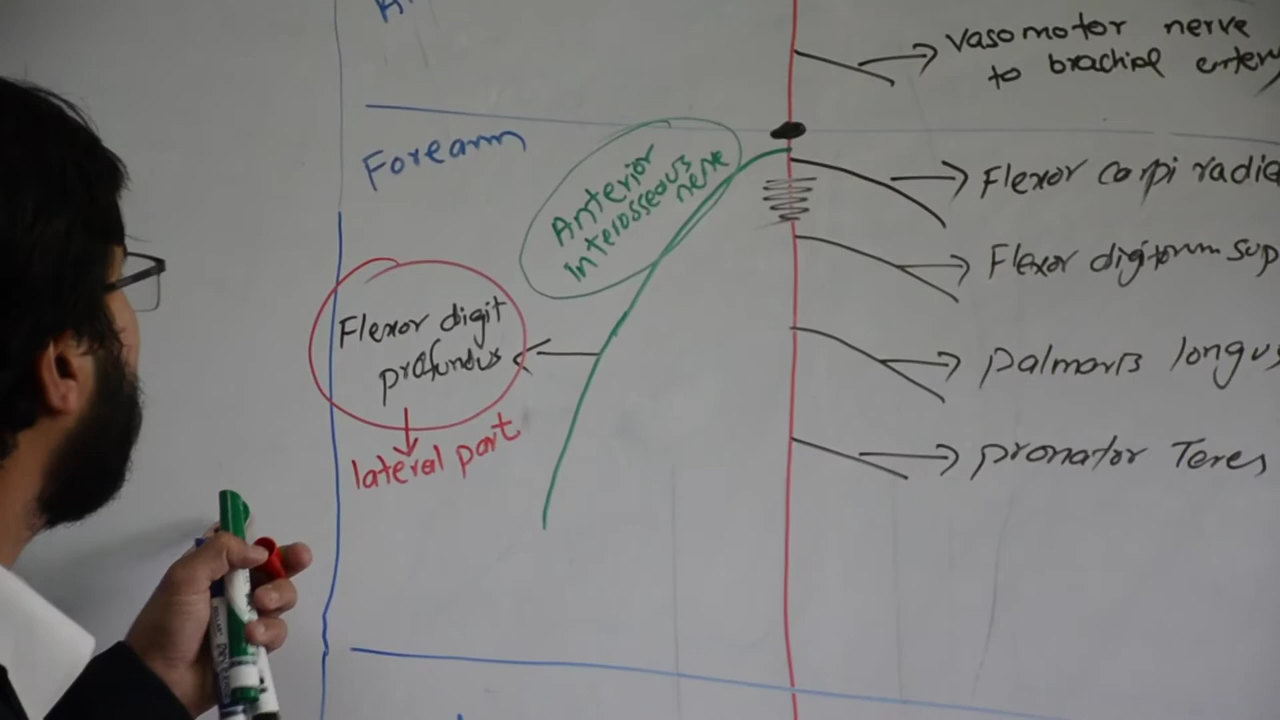 vasomotor nerve
to brachial artery
Forearm
Anterior
Interosseous
nerve
Flexor carpi radia
Flexor digitorum sup
Flexor digit
profundus
palmaris longus
lateral part
pronator Teres